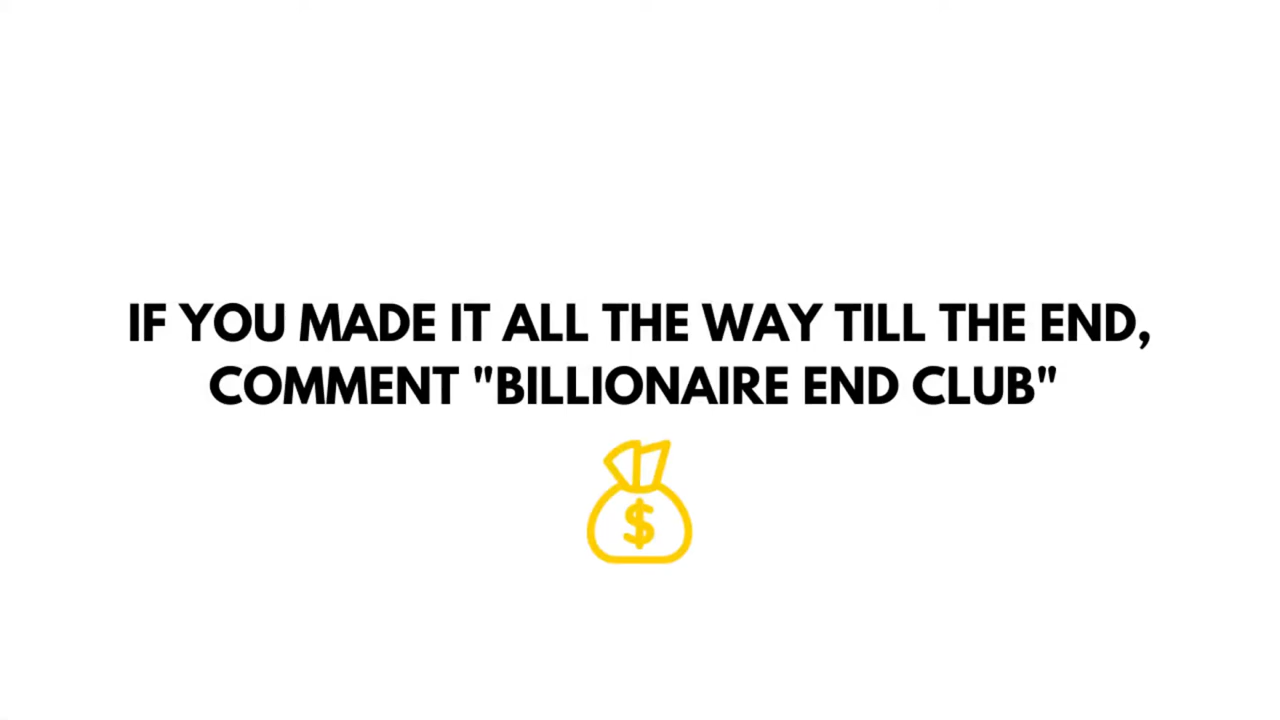 IF YOU MADE IT ALL THE WAY TILL THE END,
COMMENT "BILLIONAIRE END CLUB"
$